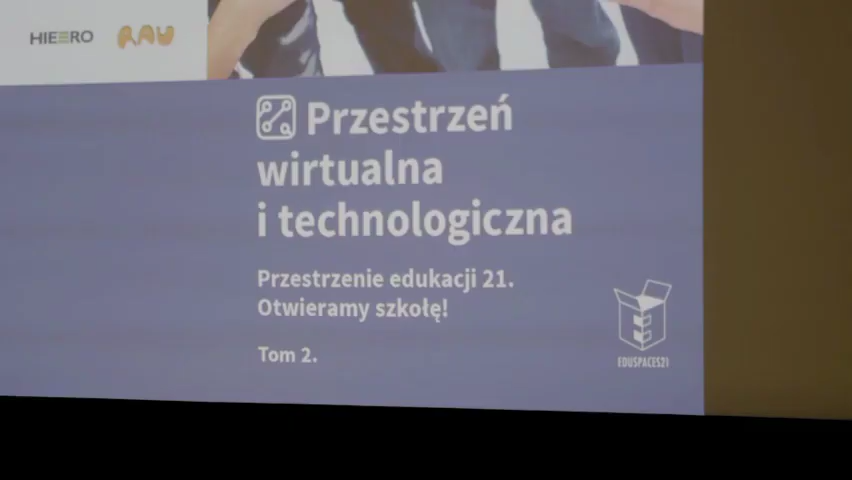 HIEERO RAU
Przestrzeń
wirtualna
i technologiczna
Przestrzenie edukacji 21.
Otwieramy szkołę!
Tom 2.
EDUSPACES21